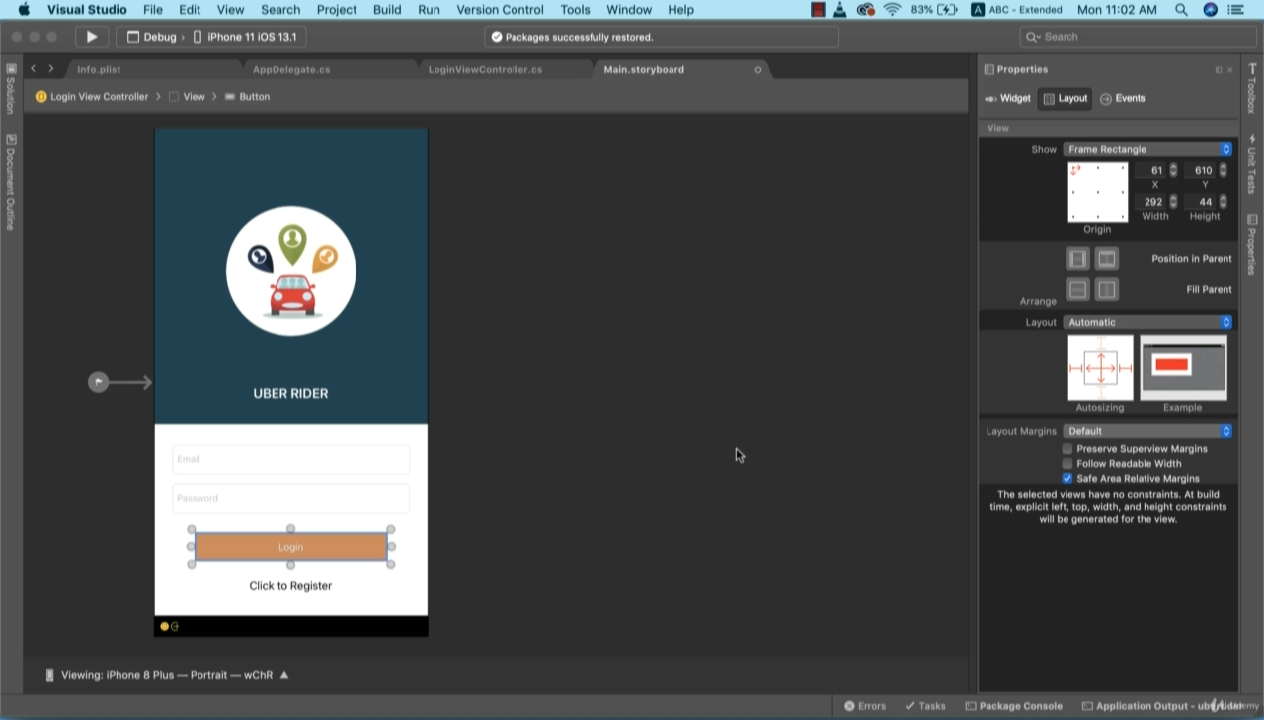 Visual Studio File Edit View Search Project Build Run Version Control Tools Window Help 83% A ABC - Extended Mon 11:02 AM
Debug › iPhone 11 iOS 13.1 Packages successfully restored. Search
Info.plist AppDelegate.cs LoginViewController.cs Main.storyboard
Login View Controller > View > Button
UBER RIDER
Email
Password
Login
Click to Register
Viewing: iPhone 8 Plus — Portrait — wChR
Solution
Document Outline
Properties
Widget Layout Events
View
Show Frame Rectangle
61 610
X Y
292 44
Width Height
Origin
Position in Parent
Fill Parent
Arrange
Layout Automatic
Autosizing Example
Layout Margins Default
Preserve Superview Margins
Follow Readable Width
Safe Area Relative Margins
The selected views have no constraints. At build
time, explicit left, top, width, and height constraints
will be generated for the view.
Toolbox
Unit Tests
Properties
Errors Tasks Package Console Application Output -